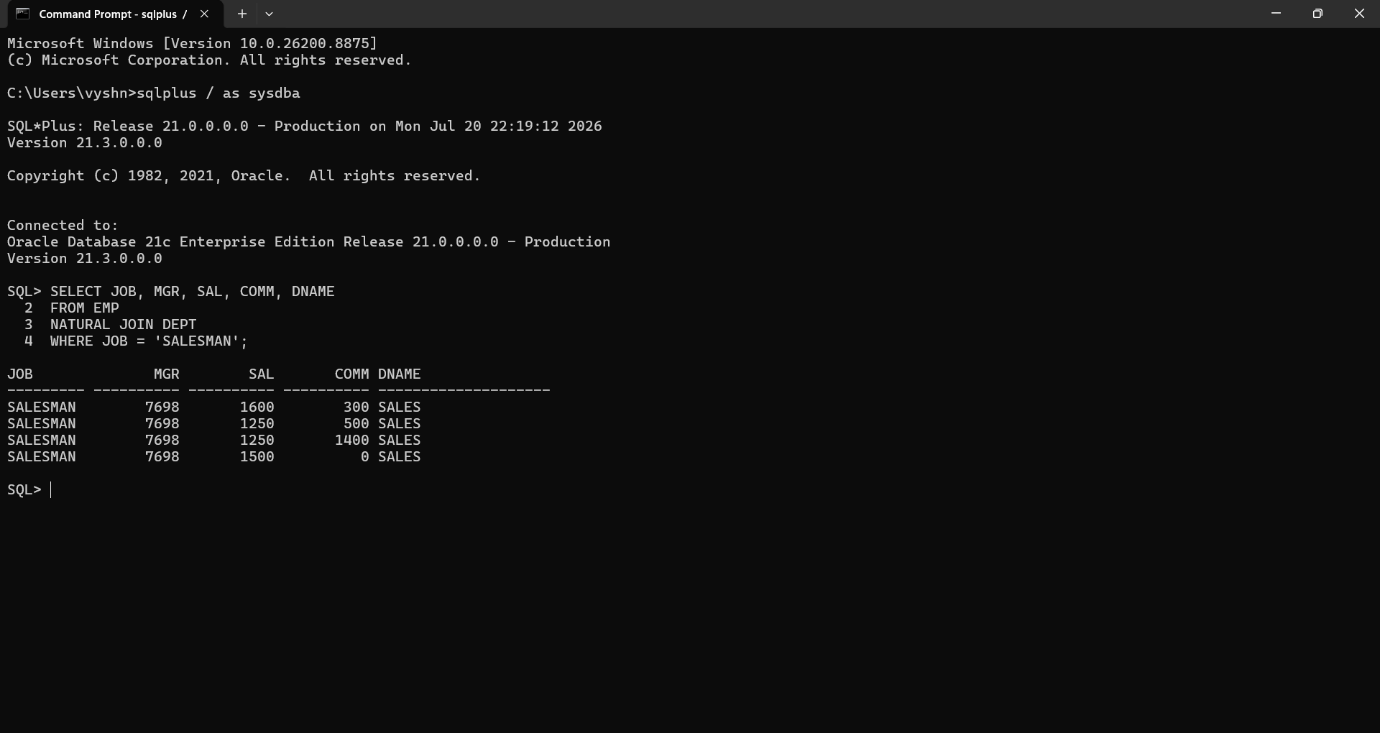 Command Prompt - sqlplus /
Microsoft Windows [Version 10.0.26200.8875]
(c) Microsoft Corporation. All rights reserved.
C:\Users\vyshn>sqlplus / as sysdba
SQL*Plus: Release 21.0.0.0.0 - Production on Mon Jul 20 22:19:12 2026
Version 21.3.0.0.0
Copyright (c) 1982, 2021, Oracle.  All rights reserved.
Connected to:
Oracle Database 21c Enterprise Edition Release 21.0.0.0.0 - Production
Version 21.3.0.0.0
SQL> SELECT JOB, MGR, SAL, COMM, DNAME
  2  FROM EMP
  3  NATURAL JOIN DEPT
  4  WHERE JOB = 'SALESMAN';
JOB              MGR        SAL       COMM DNAME
--------- ---------- ---------- ---------- --------------------
SALESMAN        7698       1600        300 SALES
SALESMAN        7698       1250        500 SALES
SALESMAN        7698       1250       1400 SALES
SALESMAN        7698       1500          0 SALES
SQL>